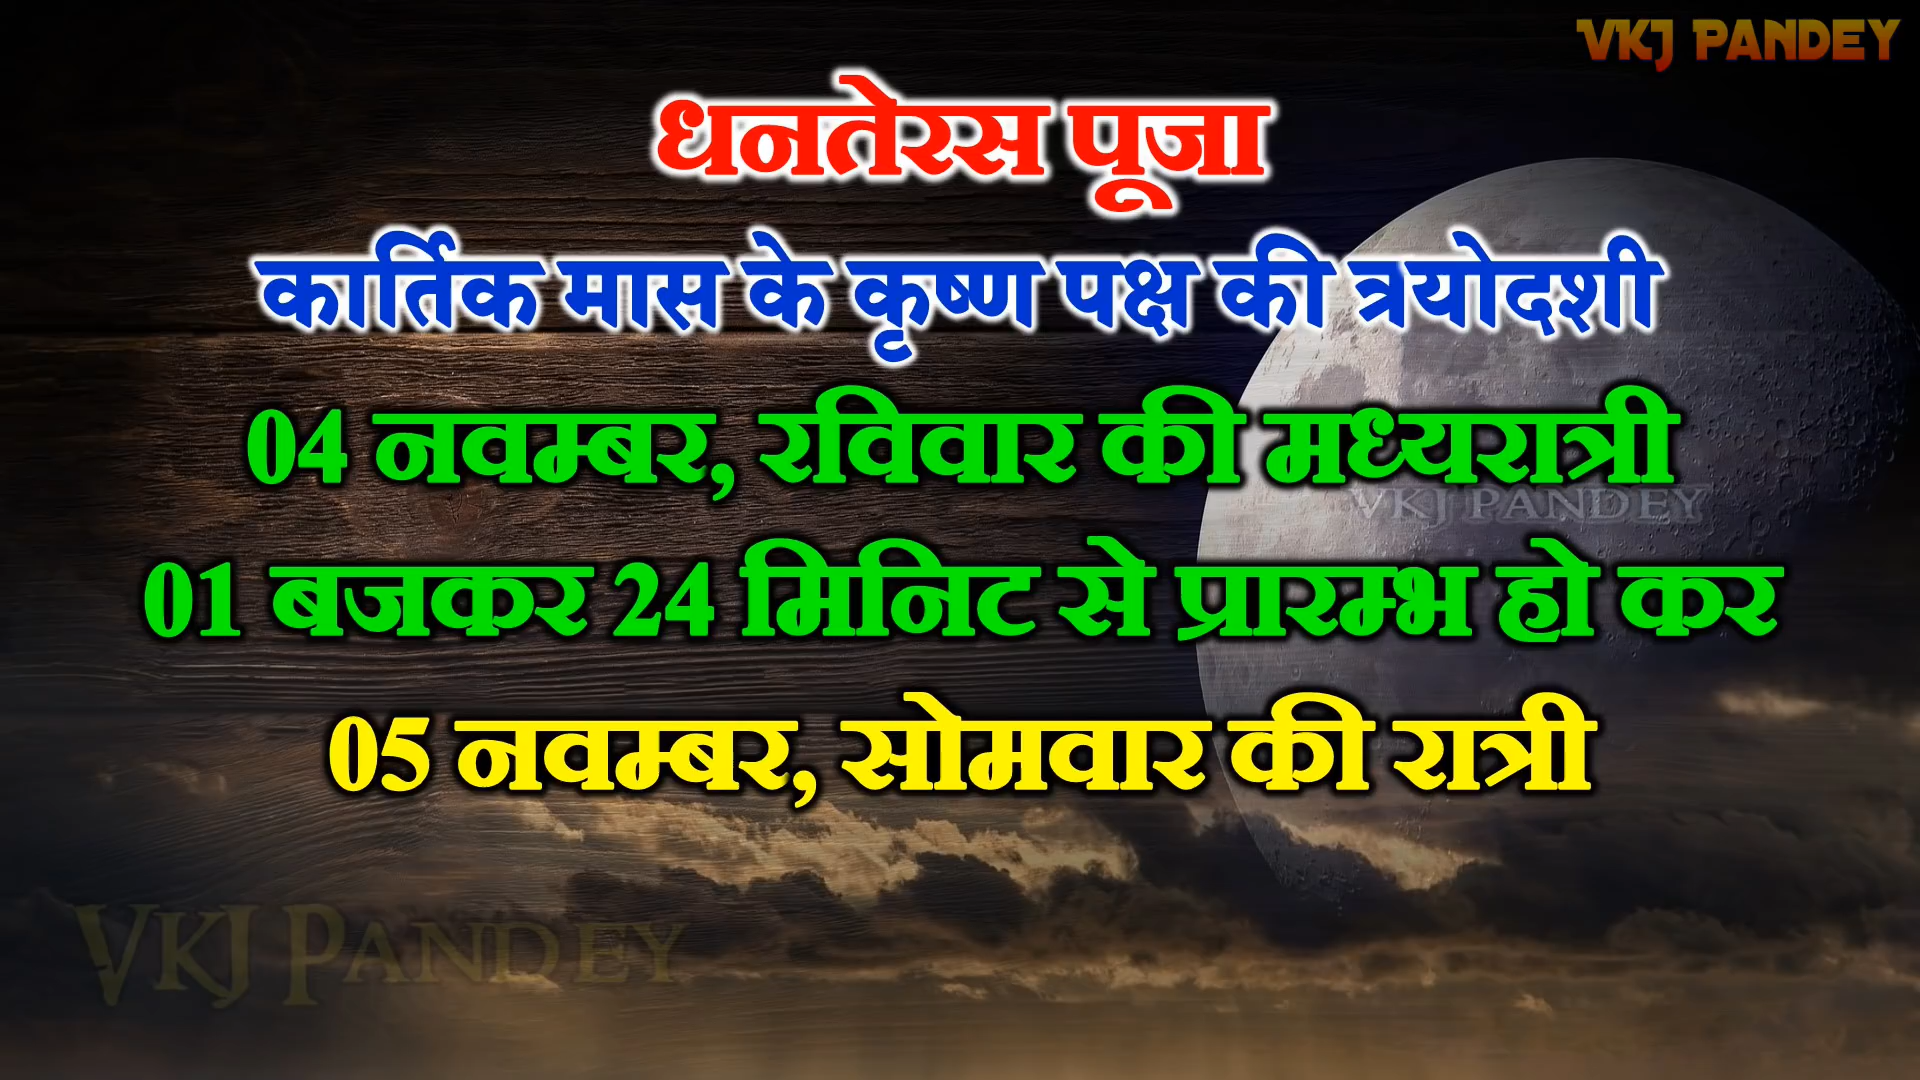 VKJ PANDEY
धनतेरस पूजा
कार्तिक मास के कृष्ण पक्ष की त्रयोदशी
04 नवम्बर, रविवार की मध्यरात्री
VKJ PANDEY
01 बजकर 24 मिनिट से प्रारम्भ हो कर
05 नवम्बर, सोमवार की रात्री
VKJ PANDEY